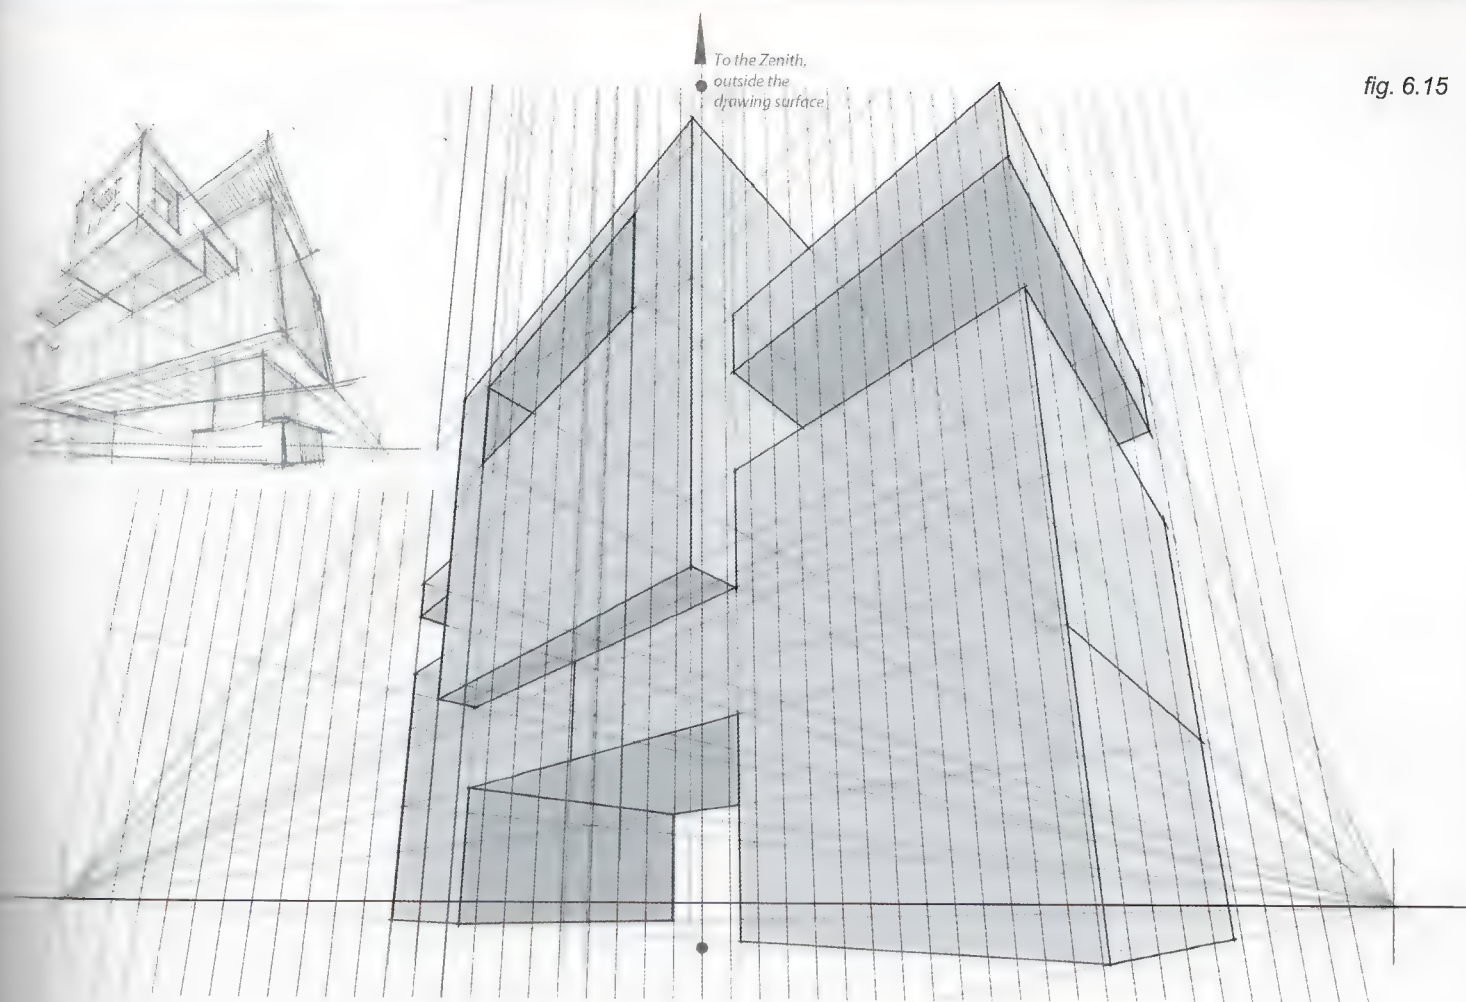 To the Zenith,
outside the
drawing surface
fig. 6.15